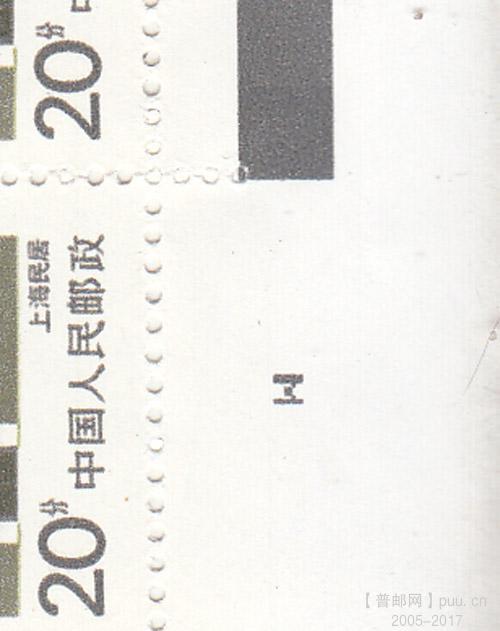 20分
上海民居
20分 中国人民邮政
【普邮网】puu.cn
2005-2017